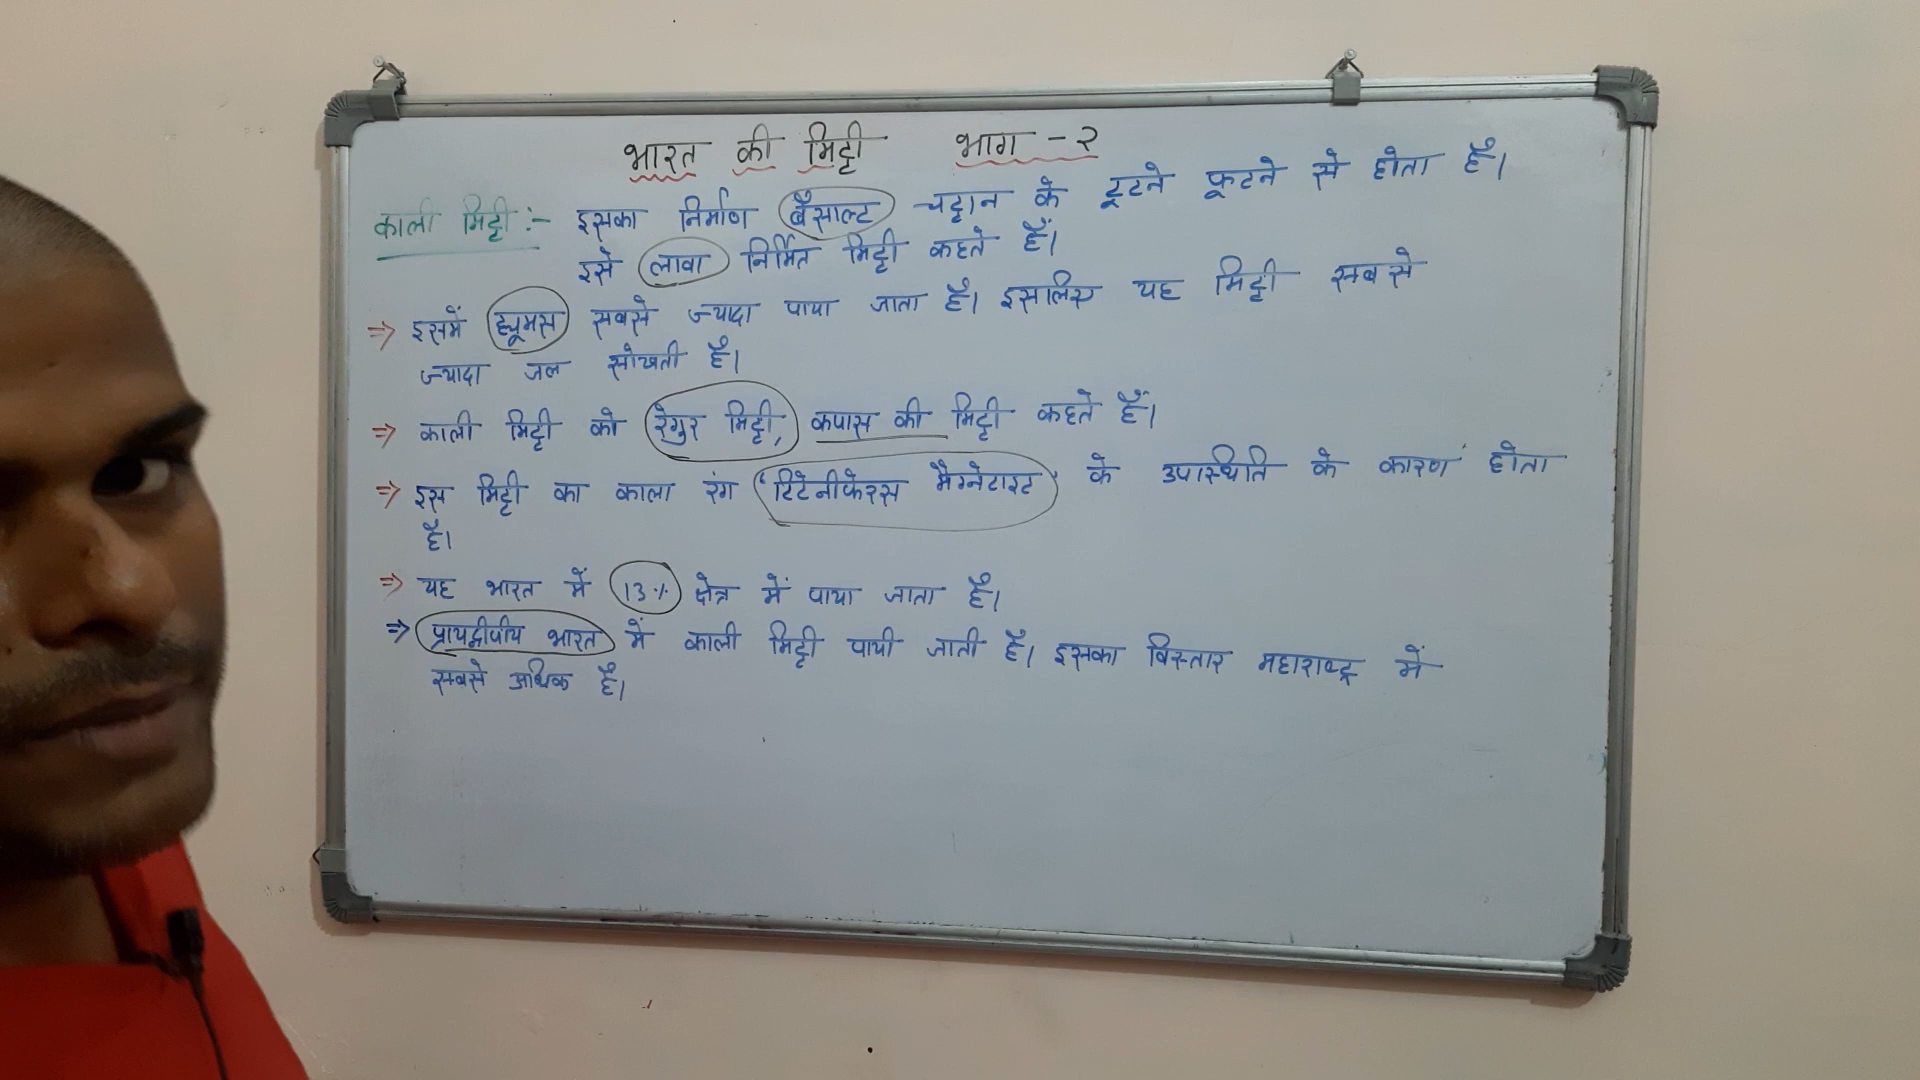 भारत की मिट्टी भाग - २
काली मिट्टी :- इसका निर्माण बैसाल्ट चट्टान के टूटने फूटने से होता है।
इसे लावा निर्मित मिट्टी कहते हैं।
⇒ इसमें ह्यूमस सबसे ज्यादा पाया जाता है। इसलिए यह मिट्टी सबसे
ज्यादा जल सोखती है।
⇒ काली मिट्टी को रेगुर मिट्टी, कपास की मिट्टी कहते हैं।
⇒ इस मिट्टी का काला रंग 'टिटेनीफेरस मैग्नेटाइट' के उपास्थिति के कारण होता
है।
⇒ यह भारत में 13% क्षेत्र में पाया जाता है।
⇒ प्रायद्वीपीय भारत में काली मिट्टी पायी जाती है। इसका विस्तार महाराष्ट्र में
सबसे अधिक है।